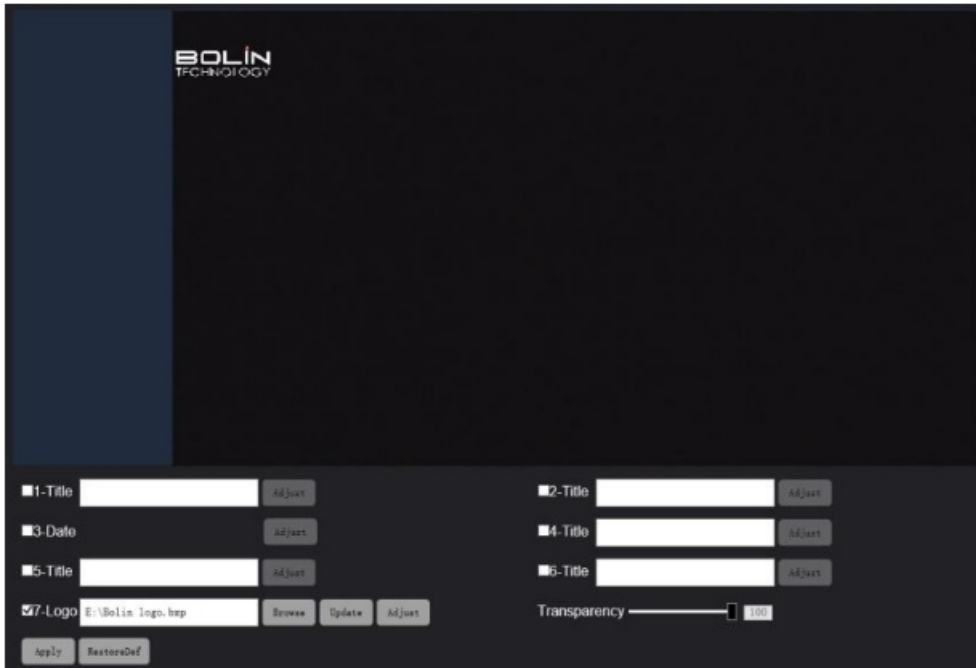 BOLIN
TECHNOLOGY
1-Title Adjust 2-Title Adjust
3-Date Adjust 4-Title Adjust
5-Title Adjust 6-Title Adjust
7-Logo E:\Bolin logo.bmp Browse Update Adjust Transparency 100
Apply RestoreDef